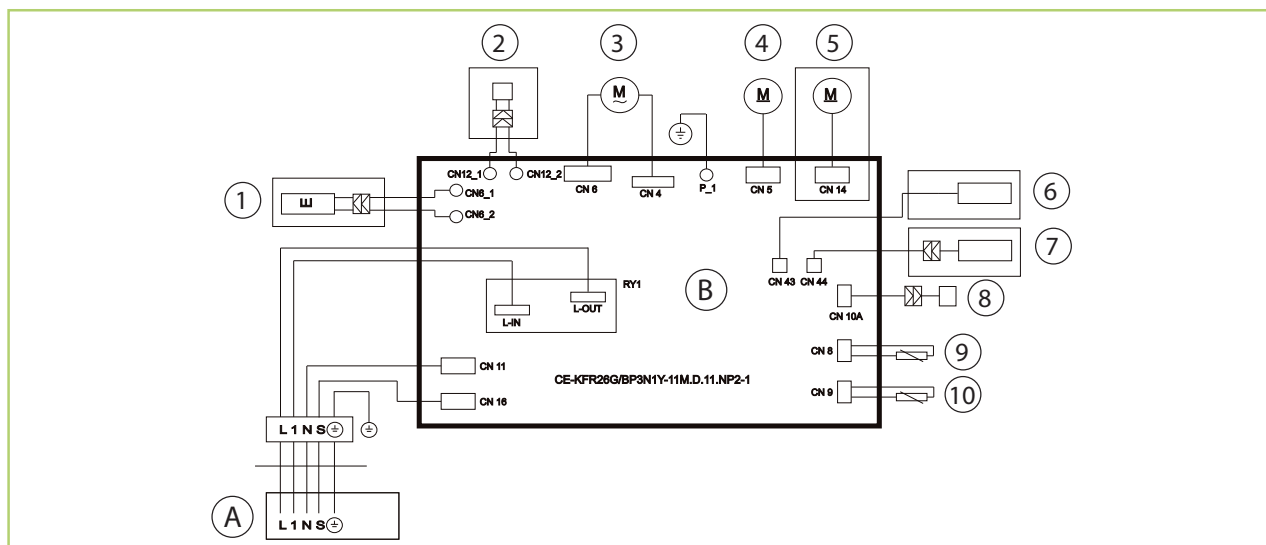 2
3
4
5
M
M
M
CN12_1
CN12_2
CN 6
CN 4
P_1
CN 5
CN 14
1
E
CN6_1
CN6_2
6
7
CN 43
CN 44
B
RY1
L-OUT
L-IN
8
CN 10A
CN 8
9
CN 11
CE-KFR26G/BP3N1Y-11M.D.11.NP2-1
CN 9
10
CN 16
L 1 N S
A
L 1 N S